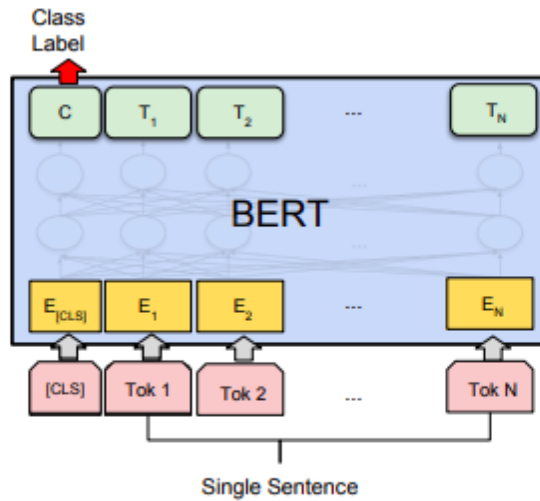 Class
Label
C T1 T2 ... TN
...
BERT
...
E[CLS] E1 E2 ... EN
[CLS] Tok 1 Tok 2 ... Tok N
Single Sentence